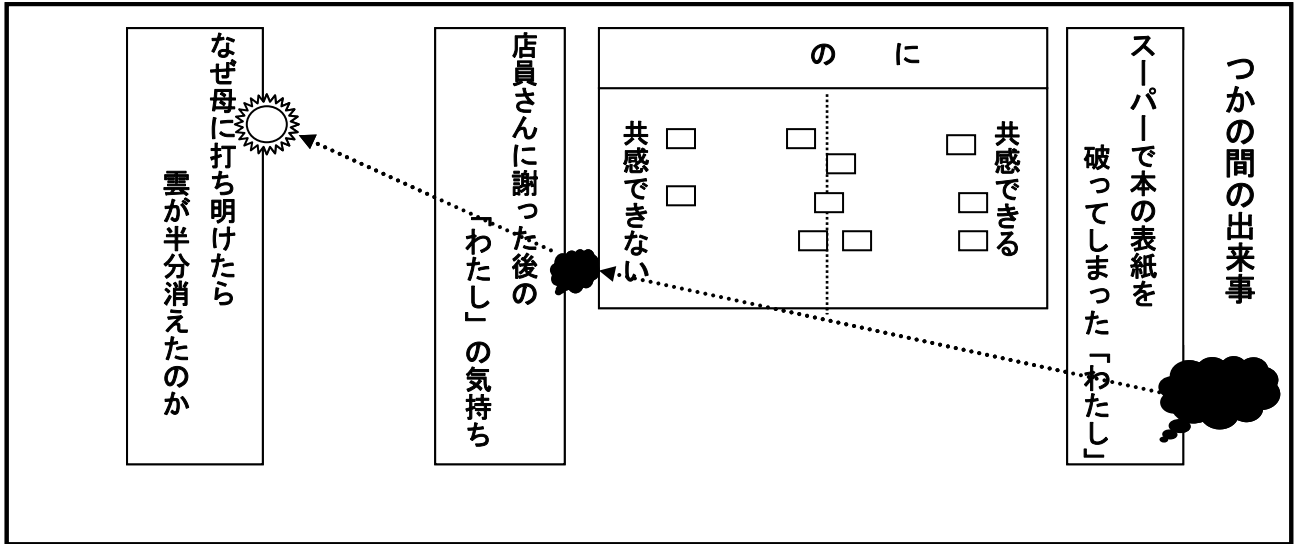 つかの間の出来事
スーパーで本の表紙を
破ってしまった「わたし」
にの
共感できる
共感できない
店員さんに謝った後の
「わたし」の気持ち
なぜ母に打ち明けたら
雲が半分消えたのか